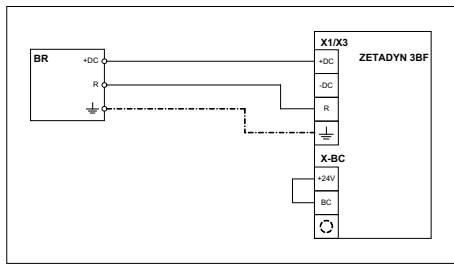 X1/X3
BR
+DC
+DC
ZETADYN 3BF
-DC
R
R
X-BC
+24V
BC